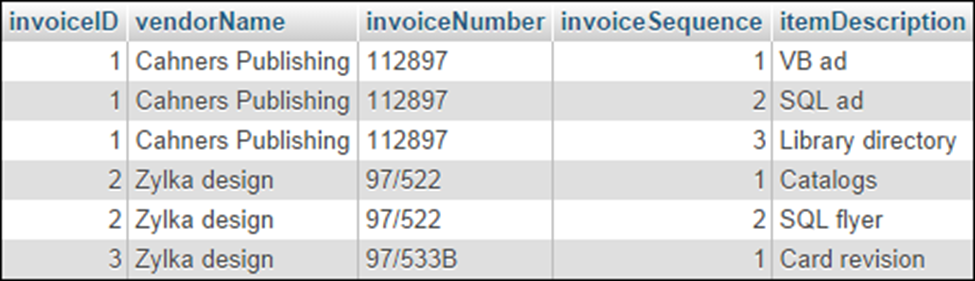 invoiceID vendorName invoiceNumber invoiceSequence itemDescription
1 Cahners Publishing 112897 1 VB ad
1 Cahners Publishing 112897 2 SQL ad
1 Cahners Publishing 112897 3 Library directory
2 Zylka design 97/522 1 Catalogs
2 Zylka design 97/522 2 SQL flyer
3 Zylka design 97/533B 1 Card revision